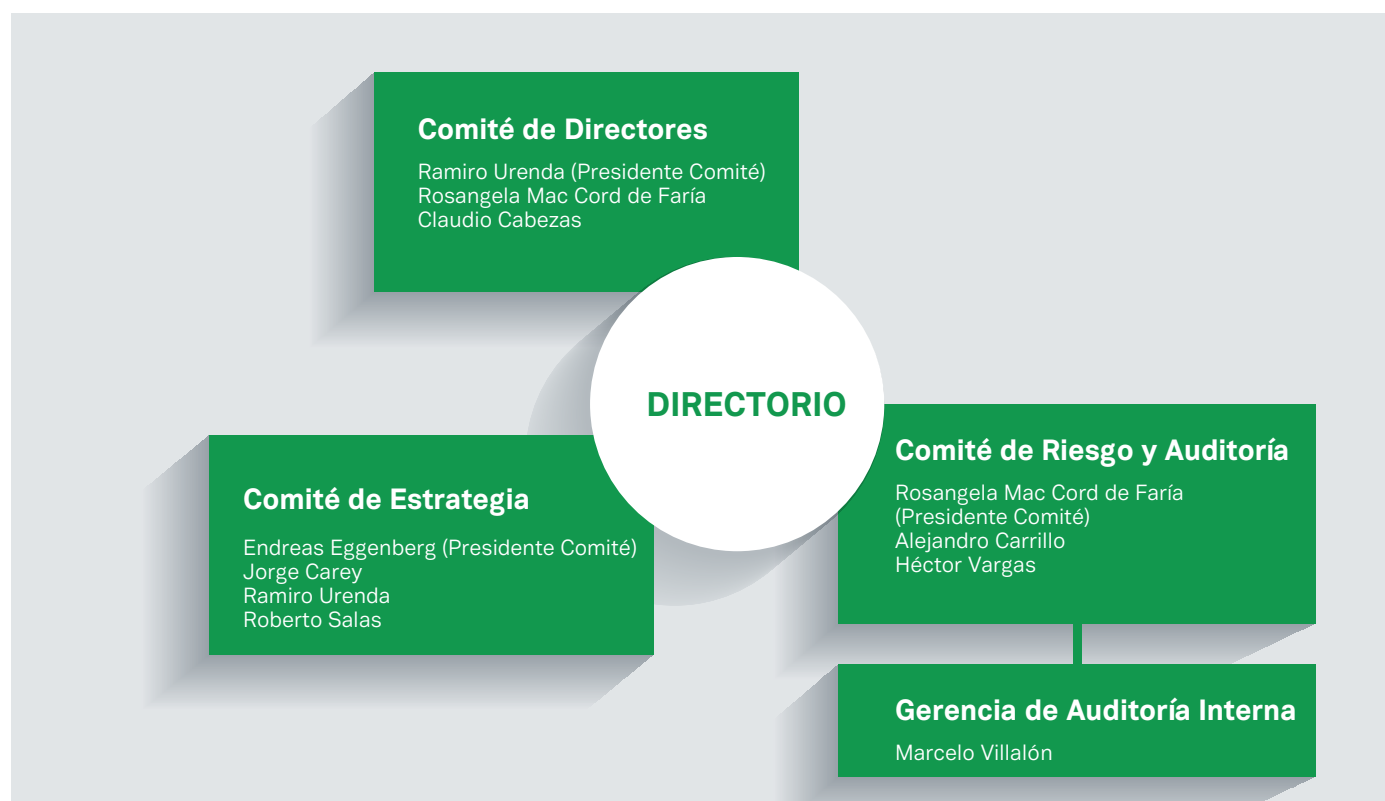 Comité de Directores
Ramiro Urenda (Presidente Comité)
Rosangela Mac Cord de Faría
Claudio Cabezas
DIRECTORIO
Comité de Estrategia
Endreas Eggenberg (Presidente Comité)
Jorge Carey
Ramiro Urenda
Roberto Salas
Comité de Riesgo y Auditoría
Rosangela Mac Cord de Faría
(Presidente Comité)
Alejandro Carrillo
Héctor Vargas
Gerencia de Auditoría Interna
Marcelo Villalón